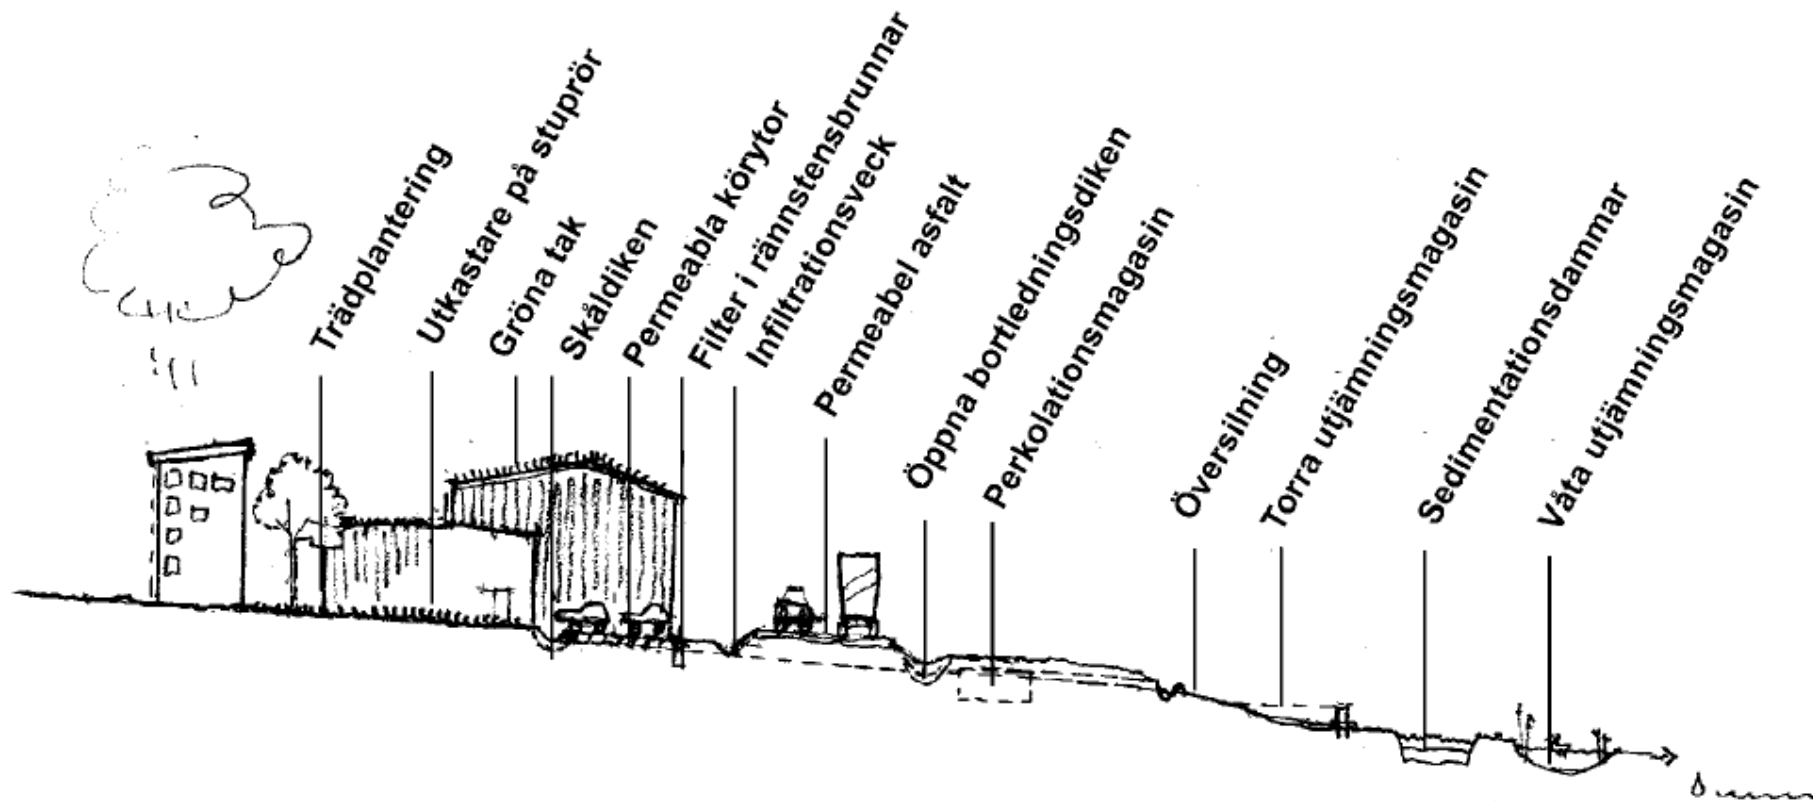 Trädplantering
Utkastare på stuprör
Gröna tak
Skåldiken
Permeabla körytor
Filter i rännstensbrunnar
Infiltrationsveck
Permeabel asfalt
Öppna bortledningsdiken
Perkolationsmagasin
Översilning
Torra utjämningsmagasin
Sedimentationsdammar
Våta utjämningsmagasin